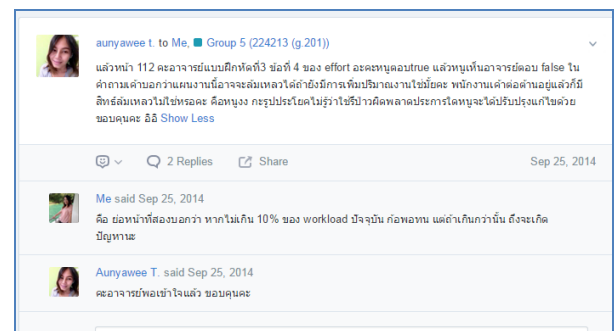 aunyawee t. to Me, Group 5 (224213 (g.201))
แล้วหน้า 112 คะอาจารย์แบบฝึกหัดที่3 ข้อที่ 4 ของ effort อะคะหนูตอบtrue แล้วหนูเห็นอาจารย์ตอบ false ใน
คำถามเค้าบอกว่าแผนงานนี้อาจจะล้มเหลวได้ถ้ายังมีการเพิ่มปริมาณงานใช่มั้ยคะ พนักงานเค้าต่อต้านอยู่แล้วก็มี
สิทธ์ล้มเหลวไม่ใช่หรอคะ คือหนูงง กะรูปประโยคไม่รู้ว่าใช่รึป่าวผิดพลาดประการใดหนูจะได้ปรับปรุงแก้ไขด้วย
ขอบคุนคะ อิอิ Show Less
2 Replies Share Sep 25, 2014
Me said Sep 25, 2014
คือ ย่อหน้าที่สองบอกว่า หากไม่เกิน 10% ของ workload ปัจจุบัน ก่อพอทน แต่ถ้าเกินกว่านั้น ถึงจะเกิด
ปัญหานะ
Aunyawee T. said Sep 25, 2014
คะอาจารย์พอเข้าใจแล้ว ขอบคุนคะ